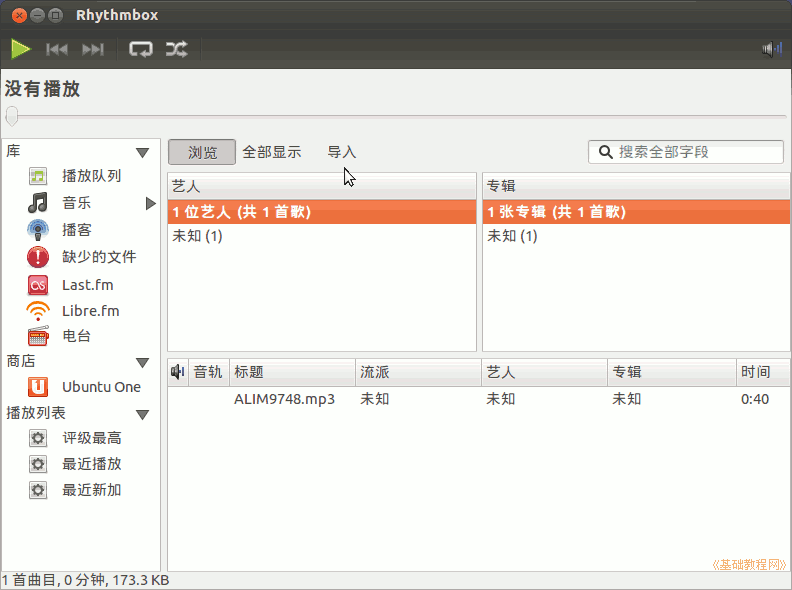 Rhythmbox
没有播放
库
播放队列
音乐
播客
缺少的文件
Last.fm
Libre.fm
电台
商店
Ubuntu One
播放列表
评级最高
最近播放
最近新加
浏览 全部显示 导入 搜索全部字段
艺人 专辑
1 位艺人 (共 1 首歌) 1 张专辑 (共 1 首歌)
未知 (1) 未知 (1)
音轨 标题 流派 艺人 专辑 时间
ALIM9748.mp3 未知 未知 未知 0:40
《基础教程网》
1 首曲目, 0 分钟, 173.3 KB